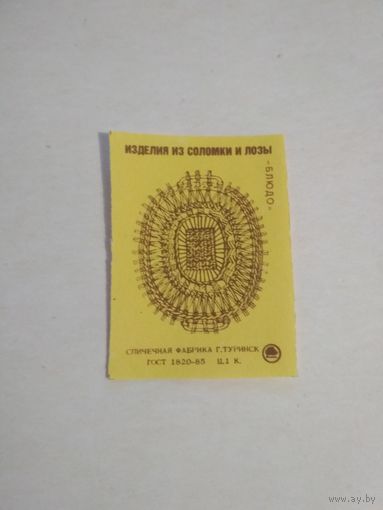 ИЗДЕЛИЯ ИЗ СОЛОМКИ И ЛОЗЫ
"БЛЮДО"
СПИЧЕЧНАЯ ФАБРИКА Г.ТУРИНСК
ГОСТ 1820-85 Ц.1 К.
www.ay.by